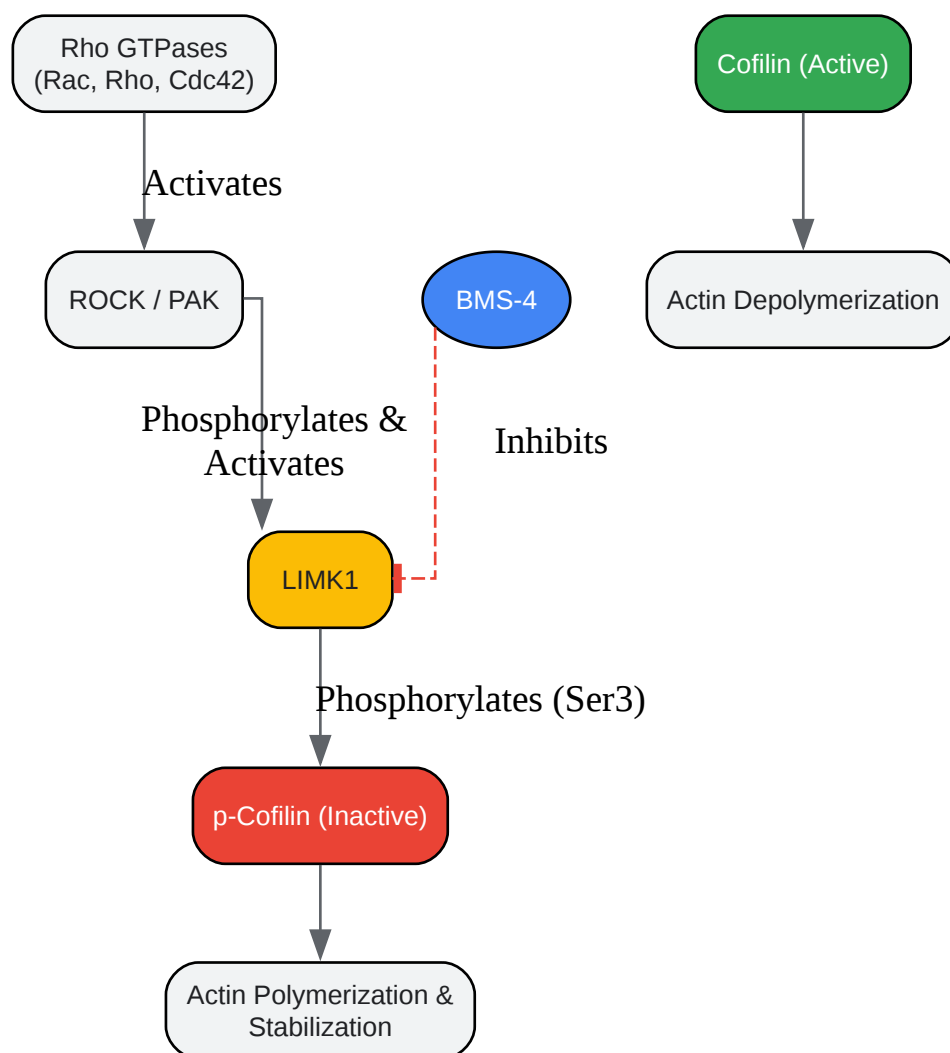 Rho GTPases
(Rac, Rho, Cdc42)
Cofilin (Active)
Activates
ROCK / PAK
BMS-4
Actin Depolymerization
Phosphorylates &
Activates
Inhibits
LIMK1
Phosphorylates (Ser3)
p-Cofilin (Inactive)
Actin Polymerization &
Stabilization